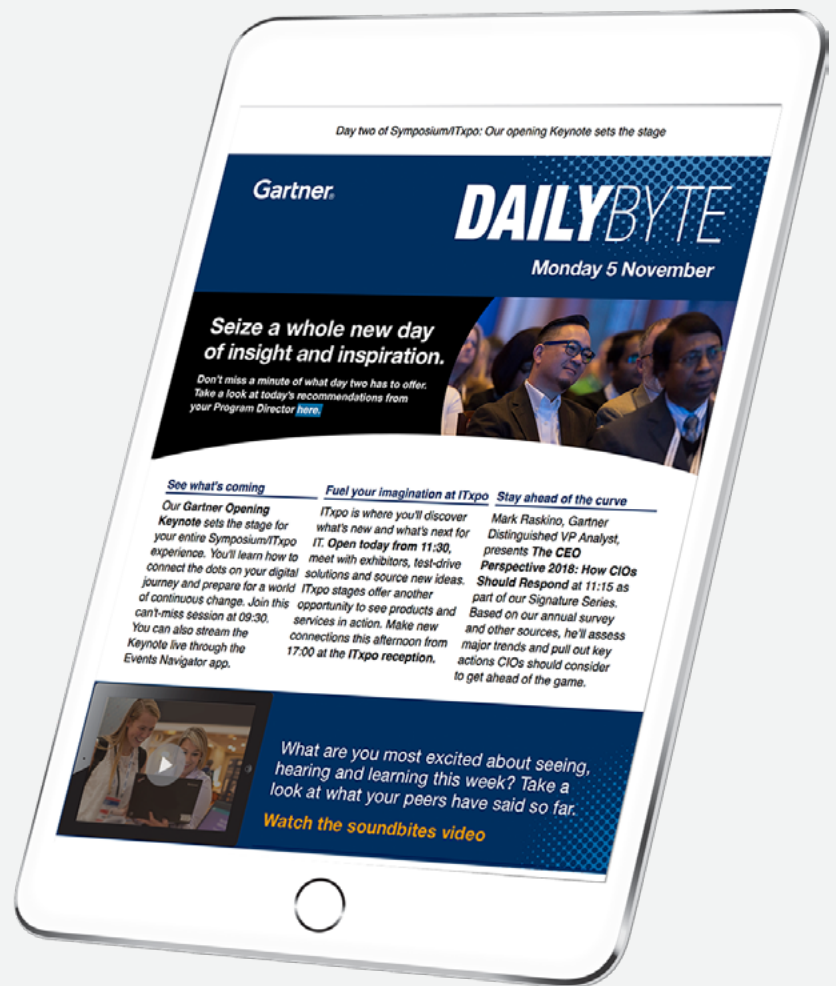 Day two of Symposium/ITxpo: Our opening Keynote sets the stage
Gartner®
DAILYBYTE
Monday 5 November
Seize a whole new day
of insight and inspiration.
Don't miss a minute of what day two has to offer.
Take a look at today's recommendations from
your Program Director here.
See what's coming
Our Gartner Opening
Keynote sets the stage for
your entire Symposium/ITxpo
experience. You'll learn how to
connect the dots on your digital
journey and prepare for a world
of continuous change. Join this
can't-miss session at 09:30.
You can also stream the
Keynote live through the
Events Navigator app.
Fuel your imagination at ITxpo
ITxpo is where you'll discover
what's new and what's next for
IT. Open today from 11:30,
meet with exhibitors, test-drive
solutions and source new ideas.
ITxpo stages offer another
opportunity to see products and
services in action. Make new
connections this afternoon from
17:00 at the ITxpo reception.
Stay ahead of the curve
Mark Raskino, Gartner
Distinguished VP Analyst,
presents The CEO
Perspective 2018: How CIOs
Should Respond at 11:15 as
part of our Signature Series.
Based on our annual survey
and other sources, he'll assess
major trends and pull out key
actions CIOs should consider
to get ahead of the game.
What are you most excited about seeing,
hearing and learning this week? Take a
look at what your peers have said so far.
Watch the soundbites video